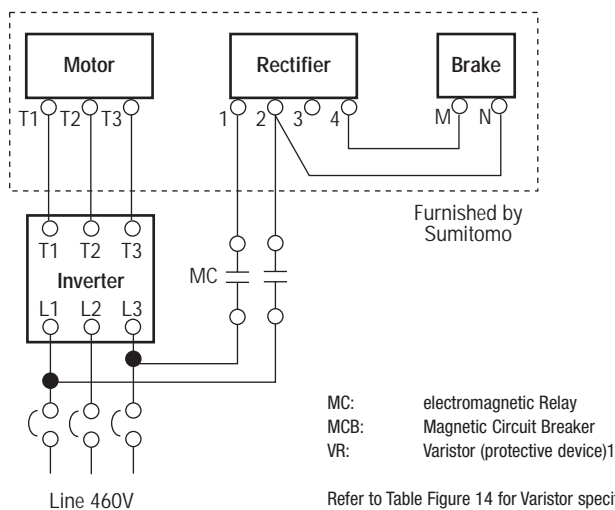 Motor
Rectifier
Brake
T1 T2 T3
1 2 3 4
M N
Furnished by
Sumitomo
T1 T2 T3
Inverter
MC
L1 L2 L3
MC: electromagnetic Relay
MCB: Magnetic Circuit Breaker
VR: Varistor (protective device)1
Line 460V
Refer to Table Figure 14 for Varistor specif